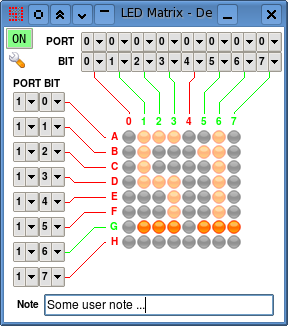 LED Matrix - De
ON
PORT 0 0 0 0 0 0 0 0
BIT 0 1 2 3 4 5 6 7
PORT BIT
0 1 2 3 4 5 6 7
1 0 A
1 1 B
1 2 C
1 3 D
1 4 E
1 5 F
1 6 G
1 7 H
Note Some user note ...